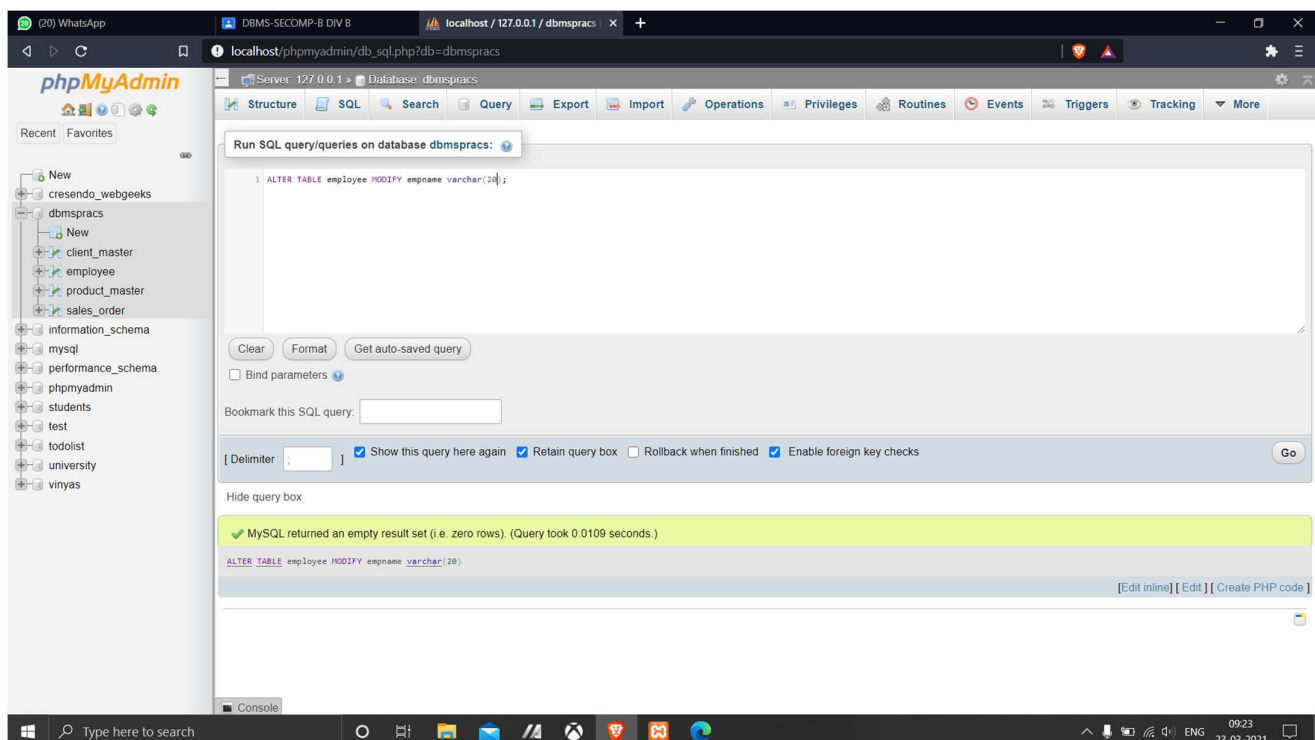 (20) WhatsApp
DBMS-SECOMP-B DIV B
localhost / 127.0.0.1 / dbmspracs
localhost/phpmyadmin/db_sql.php?db=dbmspracs
phpMyAdmin
Recent Favorites
New
cresendo_webgeeks
dbmspracs
New
client_master
employee
product_master
sales_order
information_schema
mysql
performance_schema
phpmyadmin
students
test
todolist
university
vinyas
Server: 127.0.0.1 » Database: dbmspracs
Structure SQL Search Query Export Import Operations Privileges Routines Events Triggers Tracking More
Run SQL query/queries on database dbmspracs:
1 ALTER TABLE employee MODIFY empname varchar(20);
Clear Format Get auto-saved query
Bind parameters
Bookmark this SQL query:
[ Delimiter ; ] Show this query here again Retain query box Rollback when finished Enable foreign key checks Go
Hide query box
MySQL returned an empty result set (i.e. zero rows). (Query took 0.0109 seconds.)
ALTER TABLE employee MODIFY empname varchar(20)
[Edit inline] [ Edit ] [ Create PHP code ]
Console
Type here to search
ENG
09:23
23-03-2021